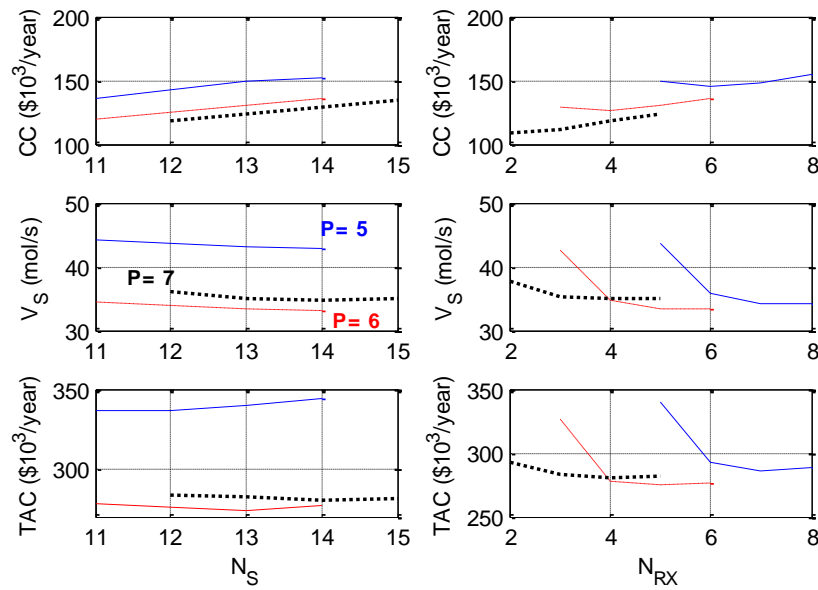 200
150
100
CC ($10³/year)
11 12 13 14 15
200
150
100
CC ($10³/year)
2 4 6 8
50
40
30
V_S (mol/s)
P= 5
P= 7
P= 6
11 12 13 14 15
50
40
30
V_S (mol/s)
2 4 6 8
350
300
TAC ($10³/year)
11 12 13 14 15
N_S
350
300
250
TAC ($10³/year)
2 4 6 8
N_RX